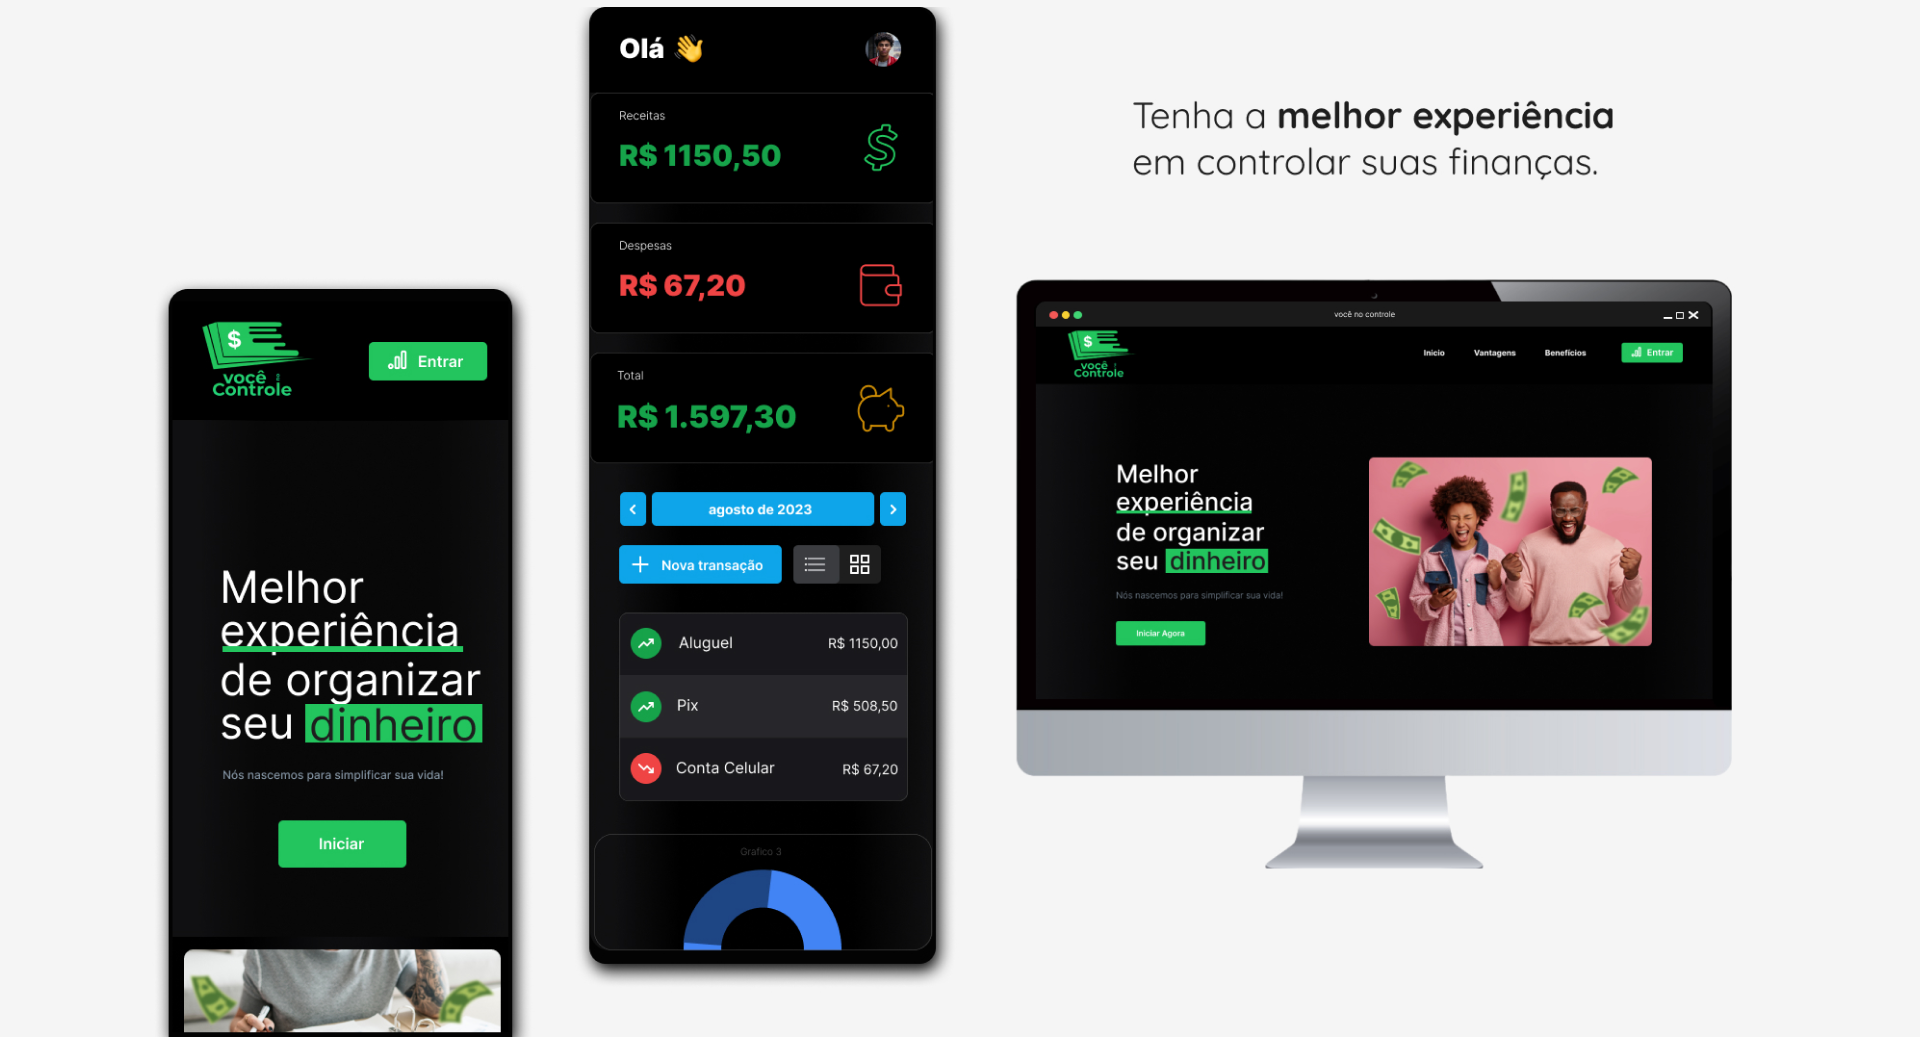 $
você
Controle
Entrar
Melhor
experiência
de organizar
seu dinheiro
Nós nascemos para simplificar sua vida!
Iniciar
Olá
Receitas
R$ 1150,50
$
Despesas
R$ 67,20
Total
R$ 1.597,30
agosto de 2023
Nova transação
Aluguel R$ 1150,00
Pix R$ 508,50
Conta Celular R$ 67,20
Grafico 3
Tenha a melhor experiência
em controlar suas finanças.
você no controle
$
você
Controle
Inicio Vantagens Benefícios Entrar
Melhor
experiência
de organizar
seu dinheiro
Nós nascemos para simplificar sua vida!
Iniciar Agora